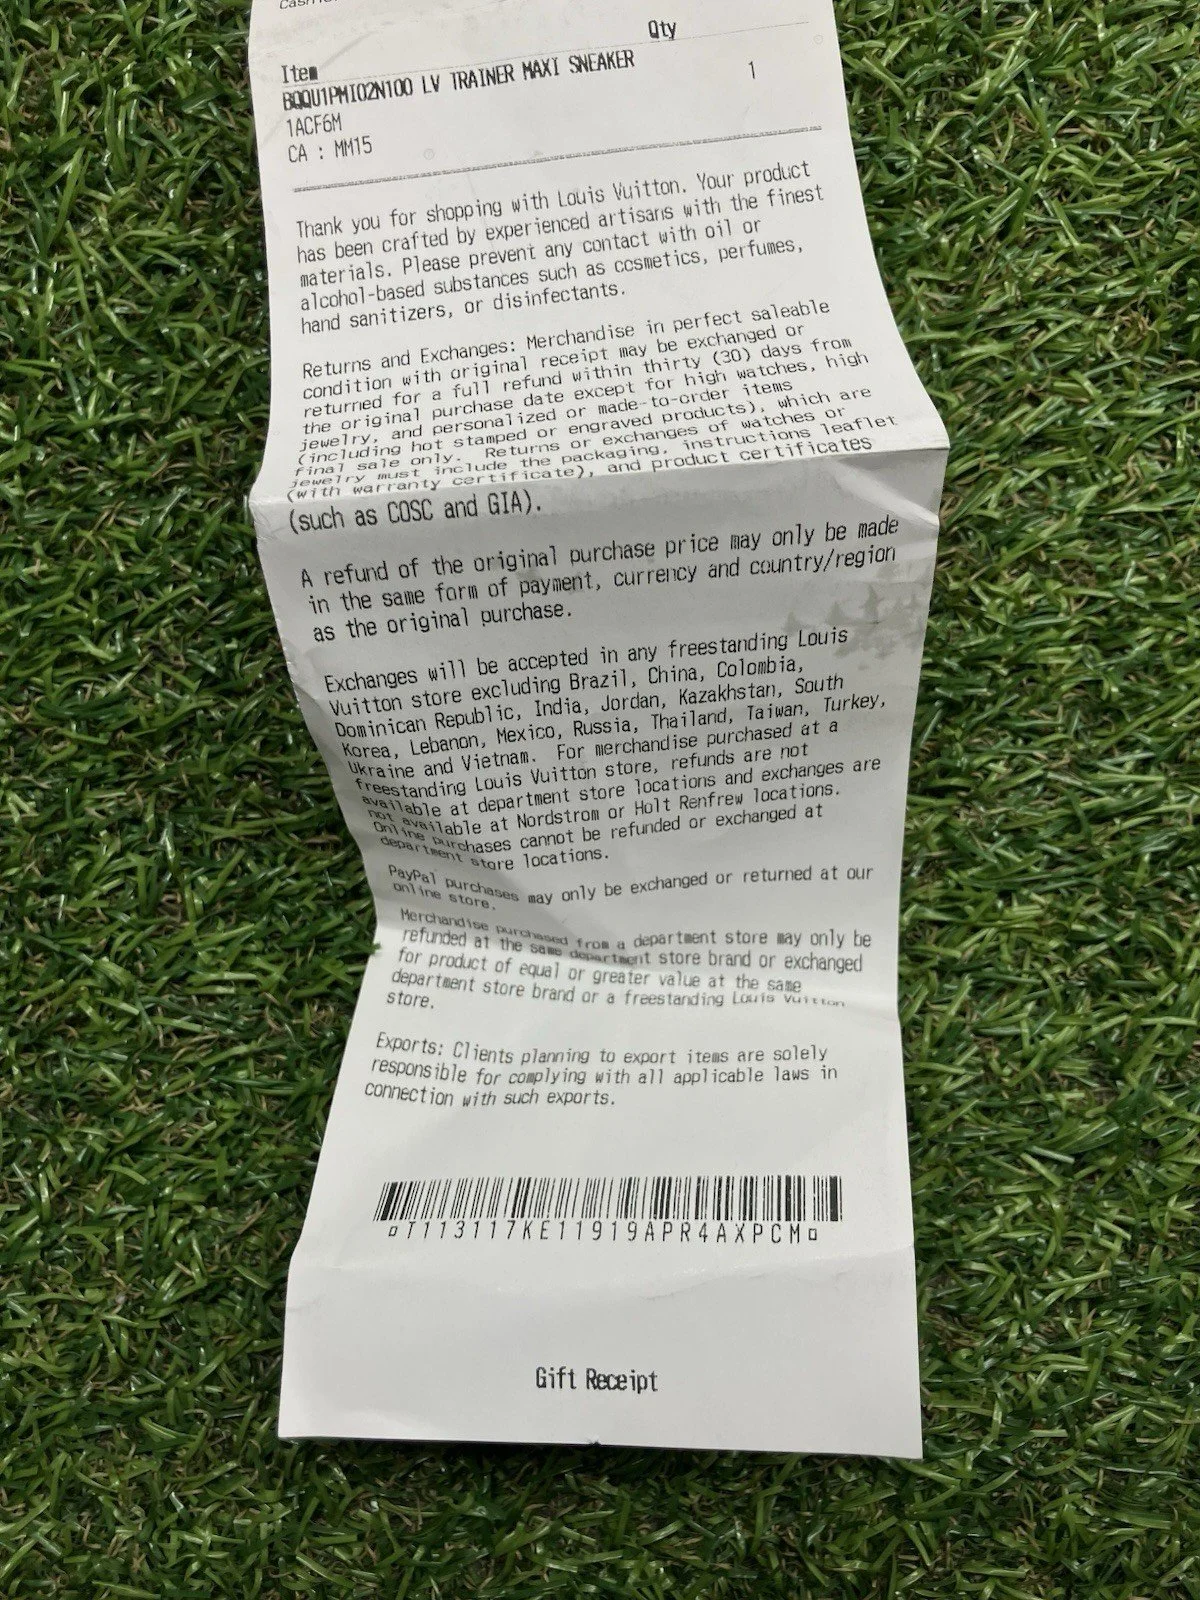 Qty
Item
BQQU1PMI02N100 LV TRAINER MAXI SNEAKER 1
1ACF6M
CA : MM15
Thank you for shopping with Louis Vuitton. Your product
has been crafted by experienced artisans with the finest
materials. Please prevent any contact with oil or
alcohol-based substances such as cosmetics, perfumes,
hand sanitizers, or disinfectants.
Returns and Exchanges: Merchandise in perfect saleable
condition with original receipt may be exchanged or
returned for a full refund within thirty (30) days from
the original purchase date except for high watches, high
jewelry, and personalized or made-to-order items
(including hot stamped or engraved products), which are
final sale only. Returns or exchanges of watches or
jewelry must include the packaging, instructions leaflet
(with warranty certificate), and product certificates
(such as COSC and GIA).
A refund of the original purchase price may only be made
in the same form of payment, currency and country/region
as the original purchase.
Exchanges will be accepted in any freestanding Louis
Vuitton store excluding Brazil, China, Colombia,
Dominican Republic, India, Jordan, Kazakhstan, South
Korea, Lebanon, Mexico, Russia, Thailand, Taiwan, Turkey,
Ukraine and Vietnam. For merchandise purchased at a
freestanding Louis Vuitton store, refunds are not
available at department store locations and exchanges are
not available at Nordstrom or Holt Renfrew locations.
Online purchases cannot be refunded or exchanged at
department store locations.
PayPal purchases may only be exchanged or returned at our
online store.
Merchandise purchased from a department store may only be
refunded at the same department store brand or exchanged
for product of equal or greater value at the same
department store brand or a freestanding Louis Vuitton
store.
Exports: Clients planning to export items are solely
responsible for complying with all applicable laws in
connection with such exports.
T113117KE11919APR4AXPCM
Gift Receipt